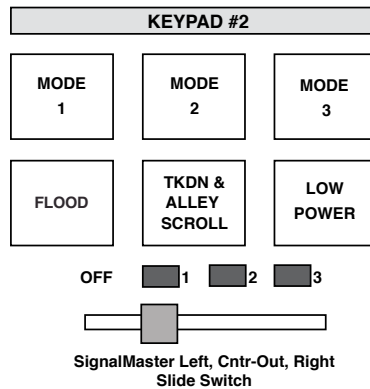 KEYPAD #2
MODE
1
MODE
2
MODE
3
FLOOD
TKDN &
ALLEY
SCROLL
LOW
POWER
OFF 1 2 3
SignalMaster Left, Cntr-Out, Right
Slide Switch